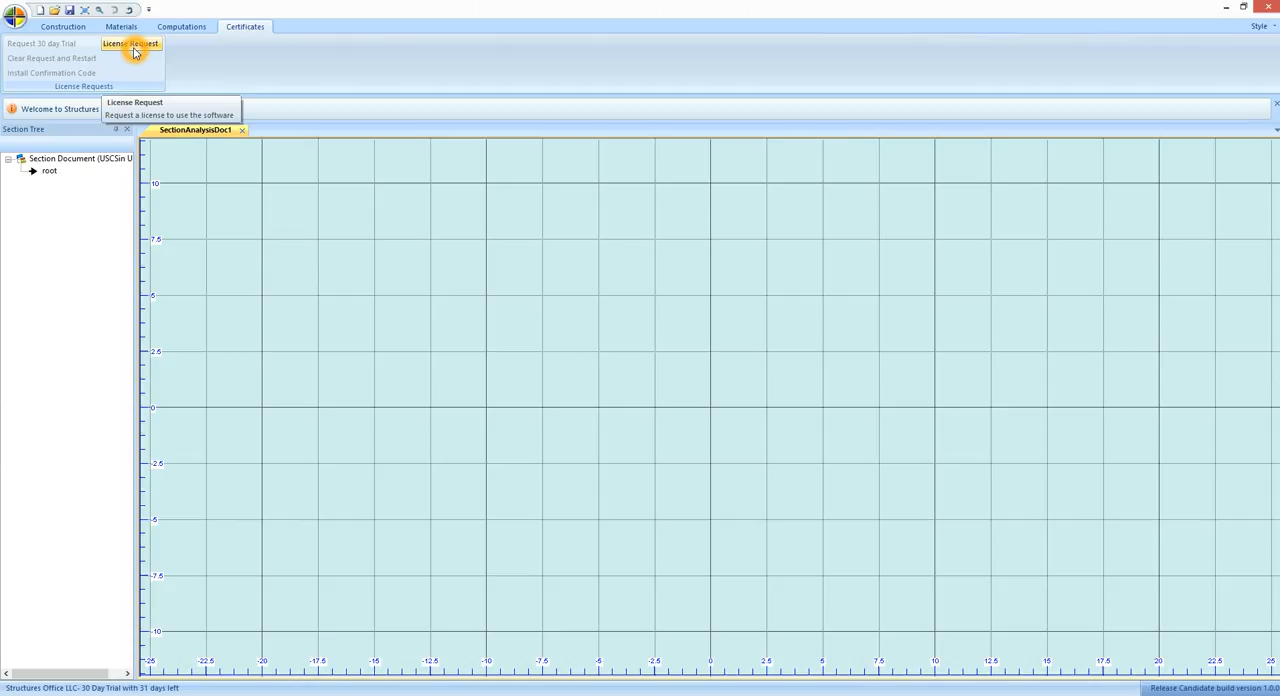 Construction Materials Computations Certificates Style
Request 30 day Trial License Request
Clear Request and Restart
Install Confirmation Code
License Requests
License Request
Welcome to Structures
Request a license to use the software
Section Tree
SectionAnalysisDoc1
Section Document (USCSin U
root
10
7.5
5
2.5
0
-2.5
-5
-7.5
-10
-25 -22.5 -20 -17.5 -15 -12.5 -10 -7.5 -5 -2.5 0 2.5 5 7.5 10 12.5 15 17.5 20 22.5 25
Structures Office LLC- 30 Day Trial with 31 days left
Release Candidate build version 1.0.0